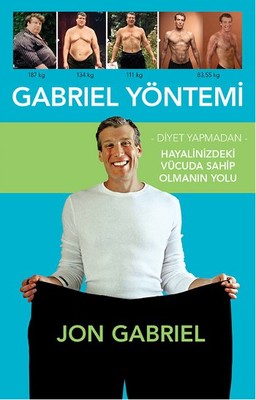 187 kg 134 kg 111 kg 83,55 kg
GABRIEL YÖNTEMİ
- DİYET YAPMADAN -
HAYALİNİZDEKİ
VÜCUDA SAHİP
OLMANIN YOLU
JON GABRIEL